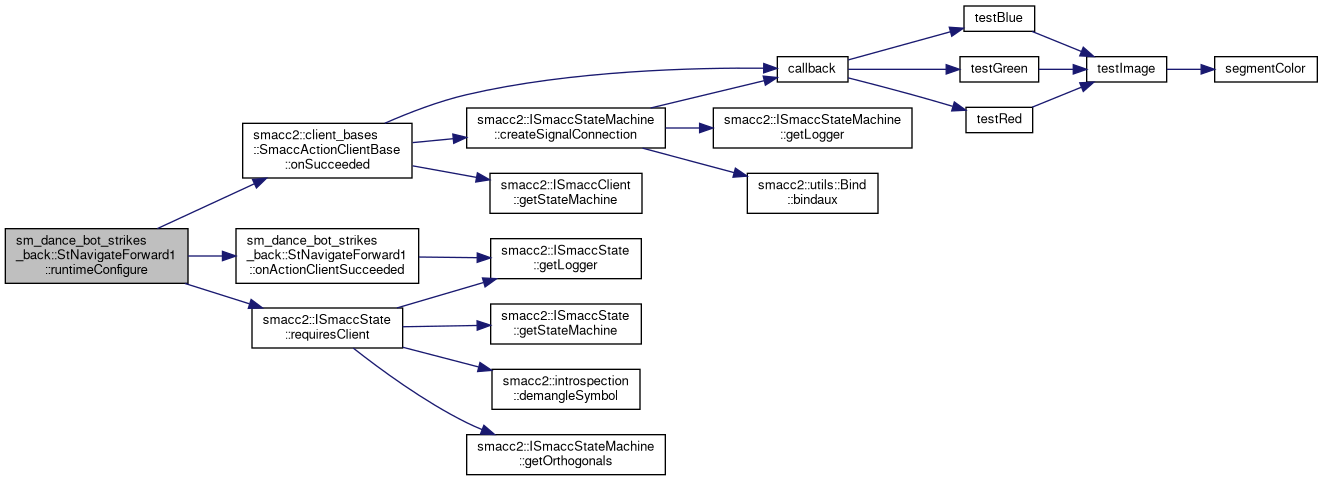 sm_dance_bot_strikes
_back::StNavigateForward1
::runtimeConfigure
smacc2::client_bases
::SmaccActionClientBase
::onSucceeded
callback
testBlue
testImage
segmentColor
testGreen
testRed
smacc2::ISmaccStateMachine
::createSignalConnection
smacc2::ISmaccStateMachine
::getLogger
smacc2::utils::Bind
::bindaux
smacc2::ISmaccClient
::getStateMachine
sm_dance_bot_strikes
_back::StNavigateForward1
::onActionClientSucceeded
smacc2::ISmaccState
::getLogger
smacc2::ISmaccState
::requiresClient
smacc2::ISmaccState
::getStateMachine
smacc2::introspection
::demangleSymbol
smacc2::ISmaccStateMachine
::getOrthogonals